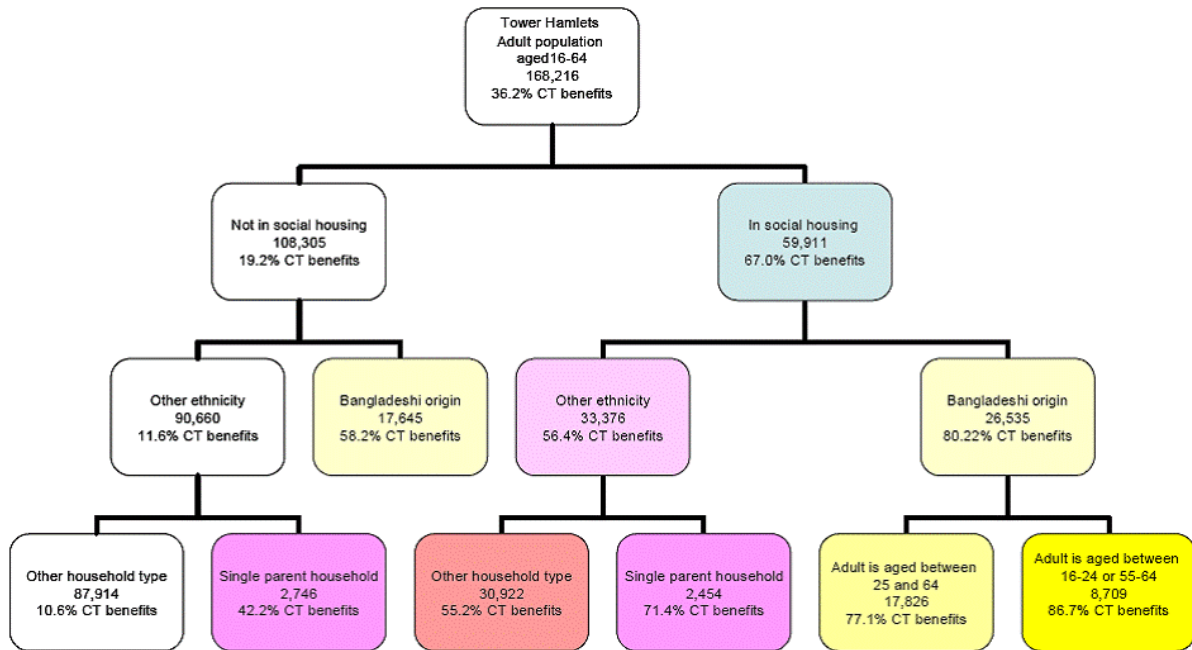 Tower Hamlets
Adult population
aged16-64
168,216
36.2% CT benefits
Not in social housing
108,305
19.2% CT benefits
In social housing
59,911
67.0% CT benefits
Other ethnicity
90,660
11.6% CT benefits
Bangladeshi origin
17,645
58.2% CT benefits
Other ethnicity
33,376
56.4% CT benefits
Bangladeshi origin
26,535
80.22% CT benefits
Other household type
87,914
10.6% CT benefits
Single parent household
2,746
42.2% CT benefits
Other household type
30,922
55.2% CT benefits
Single parent household
2,454
71.4% CT benefits
Adult is aged between
25 and 64
17,826
77.1% CT benefits
Adult is aged between
16-24 or 55-64
8,709
86.7% CT benefits